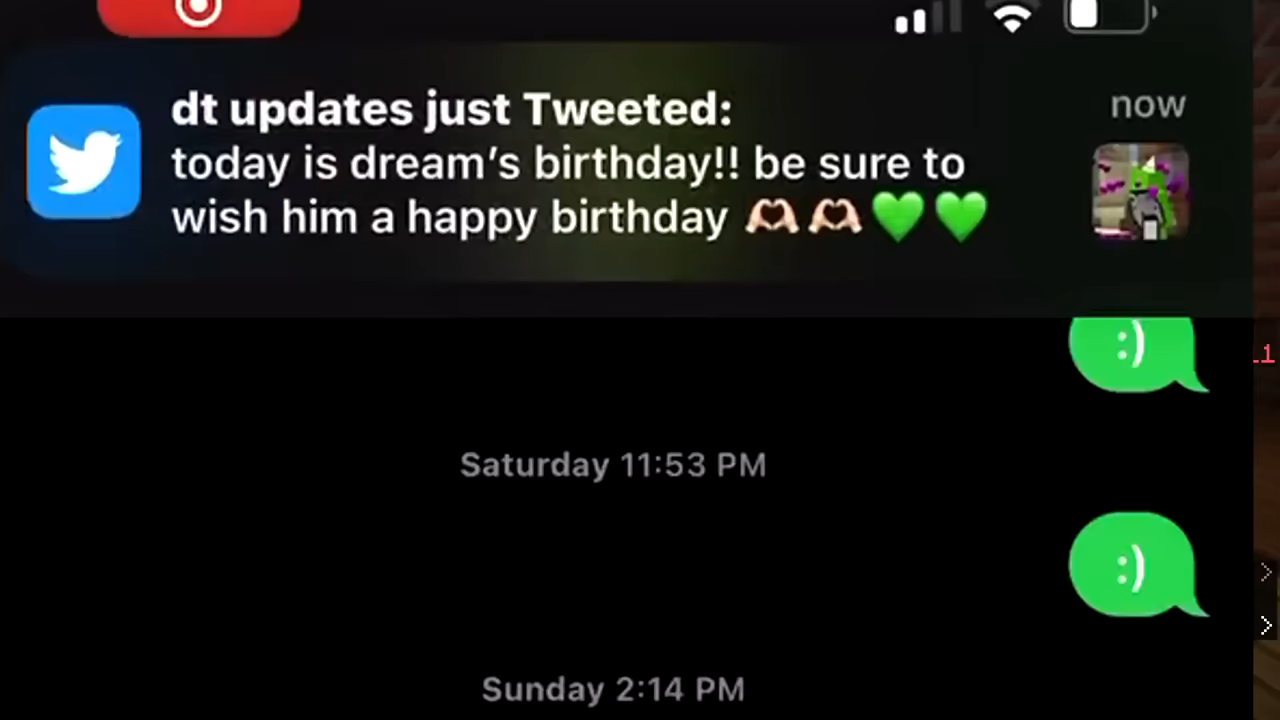 dt updates just Tweeted:
now
today is dream's birthday!! be sure to
wish him a happy birthday 🫶🏻 🫶🏻 💚 💚
:)
Saturday 11:53 PM
:)
Sunday 2:14 PM